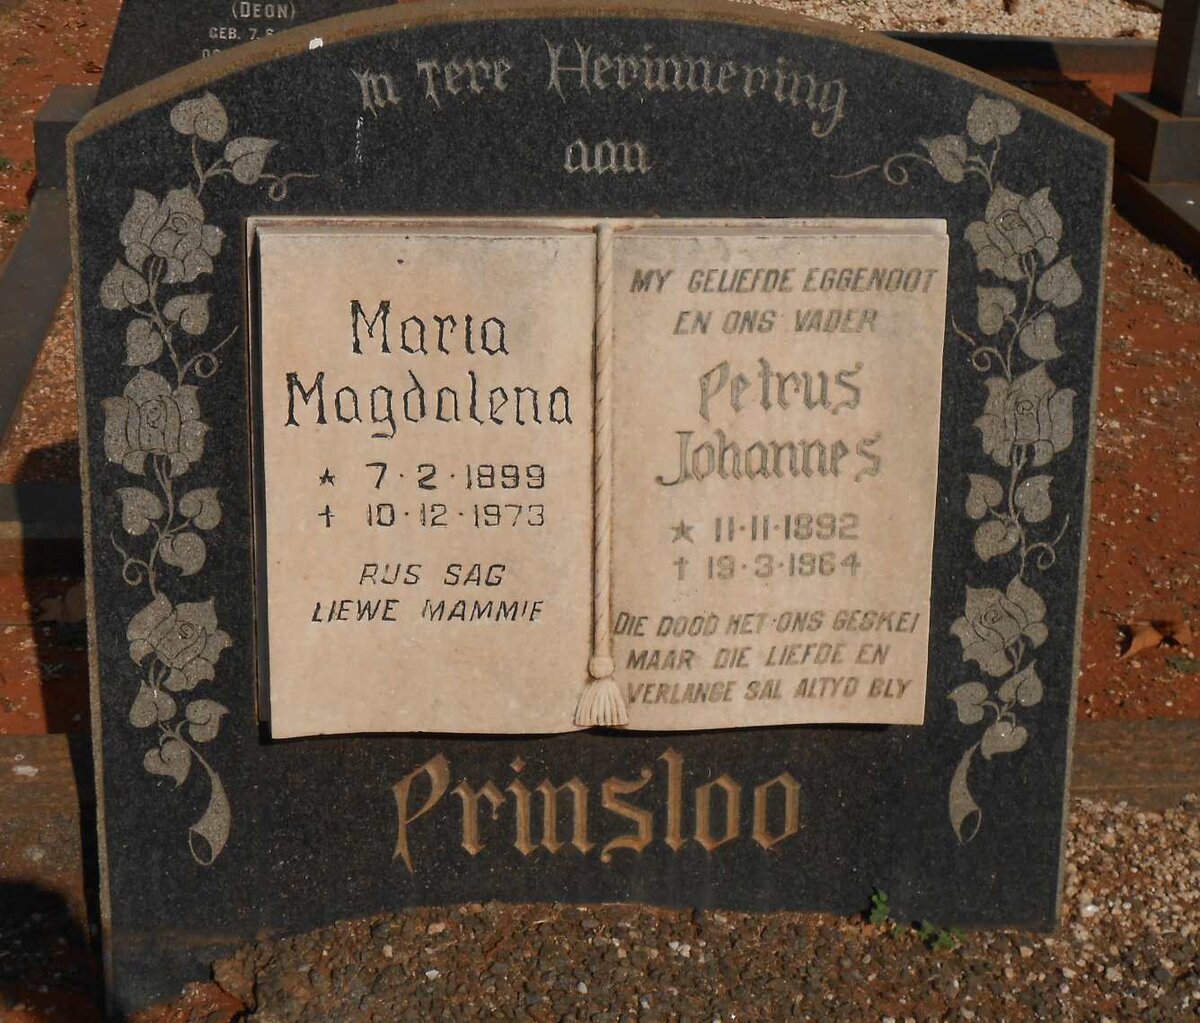 (DEON)
GEB. 7.
In Tere Herinnering
aan
Maria
Magdalena
★ 7·2·1899
† 10·12·1973
RUS SAG
LIEWE MAMMIE
MY GELIEFDE EGGENOOT
EN ONS VADER
Petrus
Johannes
★ 11·11·1892
† 19·3·1964
DIE DOOD HET·ONS GESKEI
MAAR DIE LIEFDE EN
VERLANGE SAL ALTYD BLY
Prinsloo